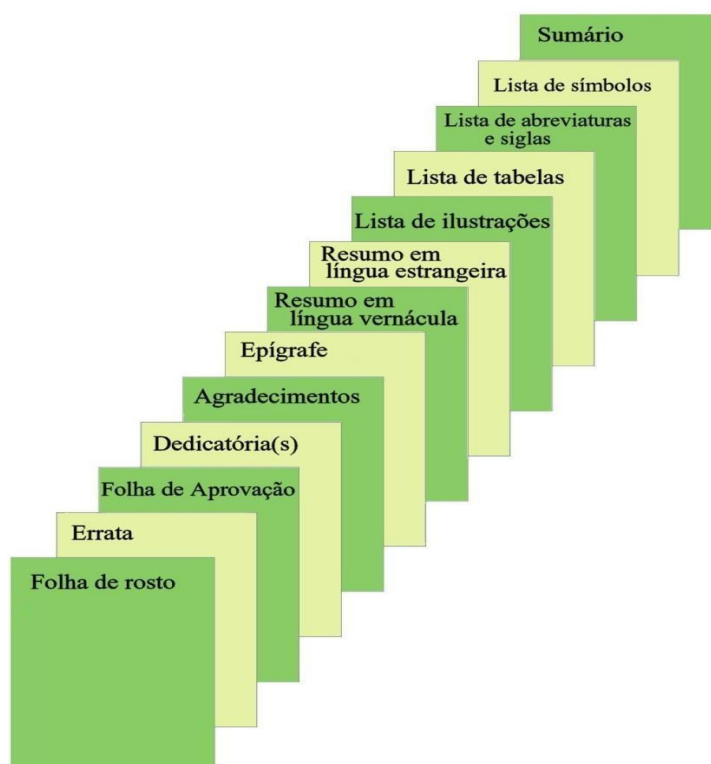 Sumário
Lista de símbolos
Lista de abreviaturas
e siglas
Lista de tabelas
Lista de ilustrações
Resumo em
língua estrangeira
Resumo em
língua vernácula
Epígrafe
Agradecimentos
Dedicatória(s)
Folha de Aprovação
Errata
Folha de rosto